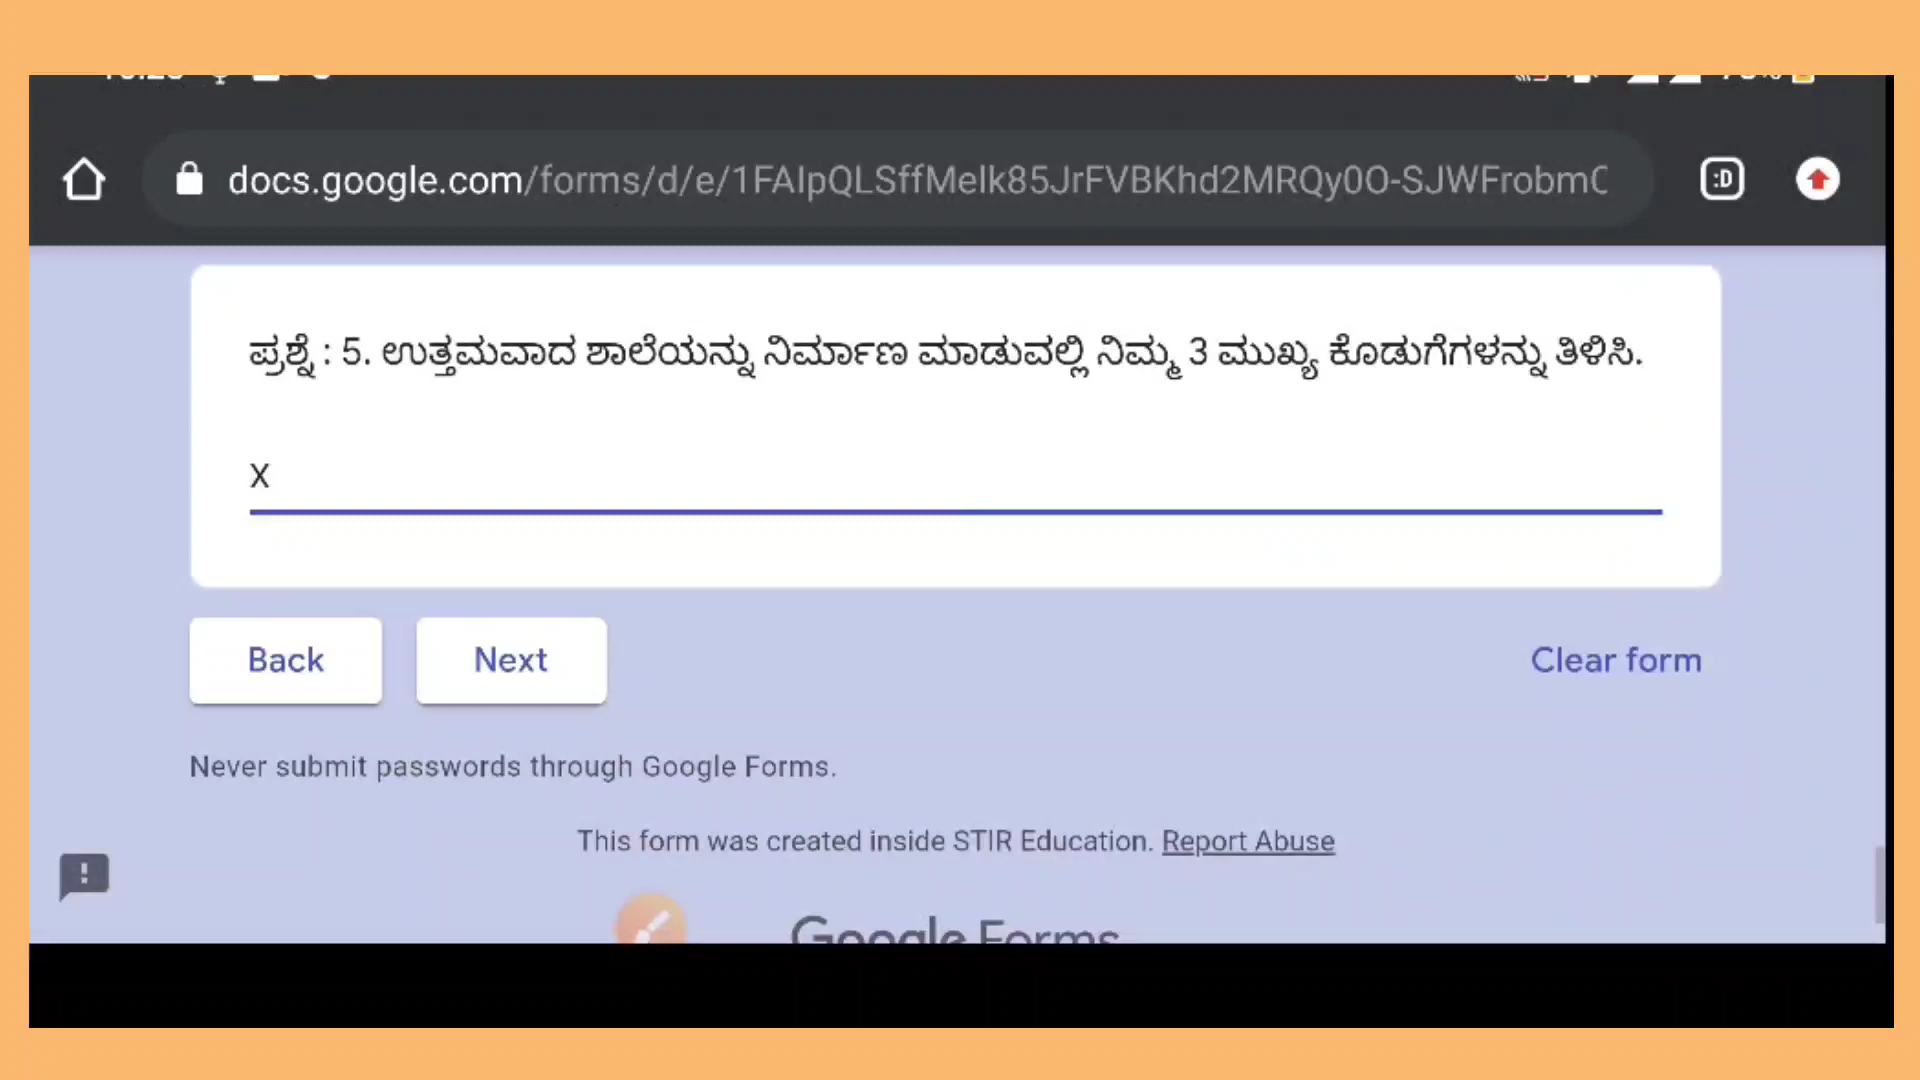 docs.google.com/forms/d/e/1FAIpQLSffMelk85JrFVBKhd2MRQy0O-SJWFrobm
:D
ಪ್ರಶ್ನೆ : 5. ಉತ್ತಮವಾದ ಶಾಲೆಯನ್ನು ನಿರ್ಮಾಣ ಮಾಡುವಲ್ಲಿ ನಿಮ್ಮ 3 ಮುಖ್ಯ ಕೊಡುಗೆಗಳನ್ನು ತಿಳಿಸಿ.
X
Back Next Clear form
Never submit passwords through Google Forms.
This form was created inside STIR Education. Report Abuse
Google Forms